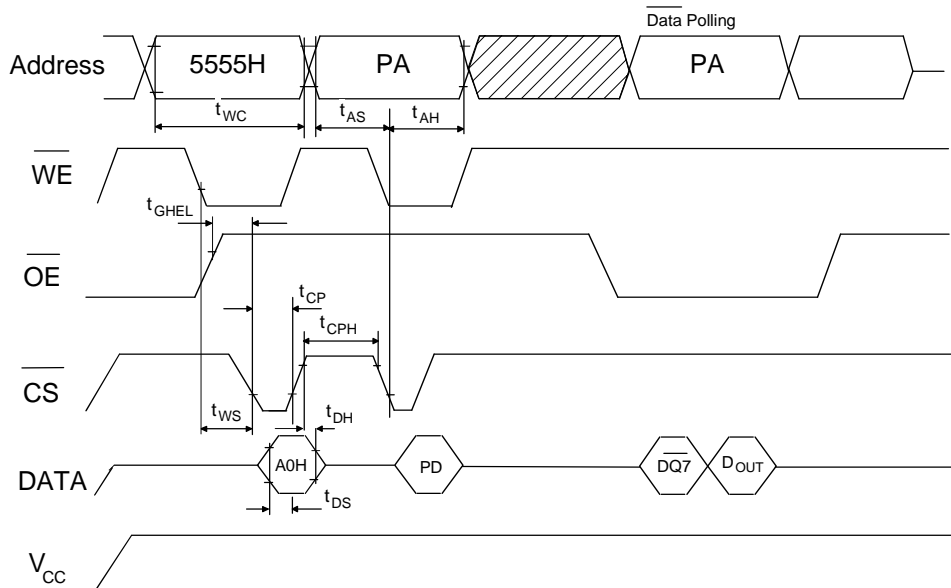 Data Polling
Address 5555H PA PA
tWC tAS tAH
WE
tGHEL
OE
tCP
tCPH
CS
tWS tDH
DATA A0H PD DQ7 DOUT
tDS
VCC